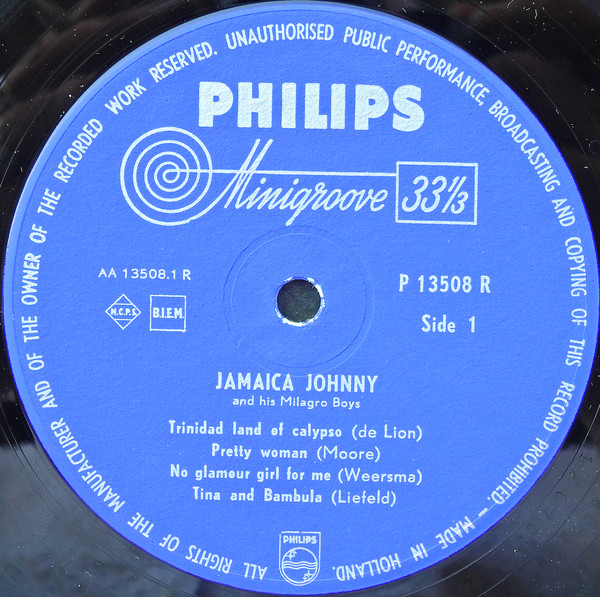 ALL RIGHTS OF THE MANUFACTURER AND OF THE OWNER OF THE RECORDED WORK RESERVED. UNAUTHORISED PUBLIC PERFORMANCE, BROADCASTING AND COPYING OF THIS RECORD PROHIBITED. – MADE IN HOLLAND.
PHILIPS
Minigroove 33⅓
AA 13508.1 R
P 13508 R
M.C.P.S. B.I.E.M.
Side 1
JAMAICA JOHNNY
and his Milagro Boys
Trinidad land of calypso (de Lion)
Pretty woman (Moore)
No glamour girl for me (Weersma)
Tina and Bambula (Liefeld)
PHILIPS